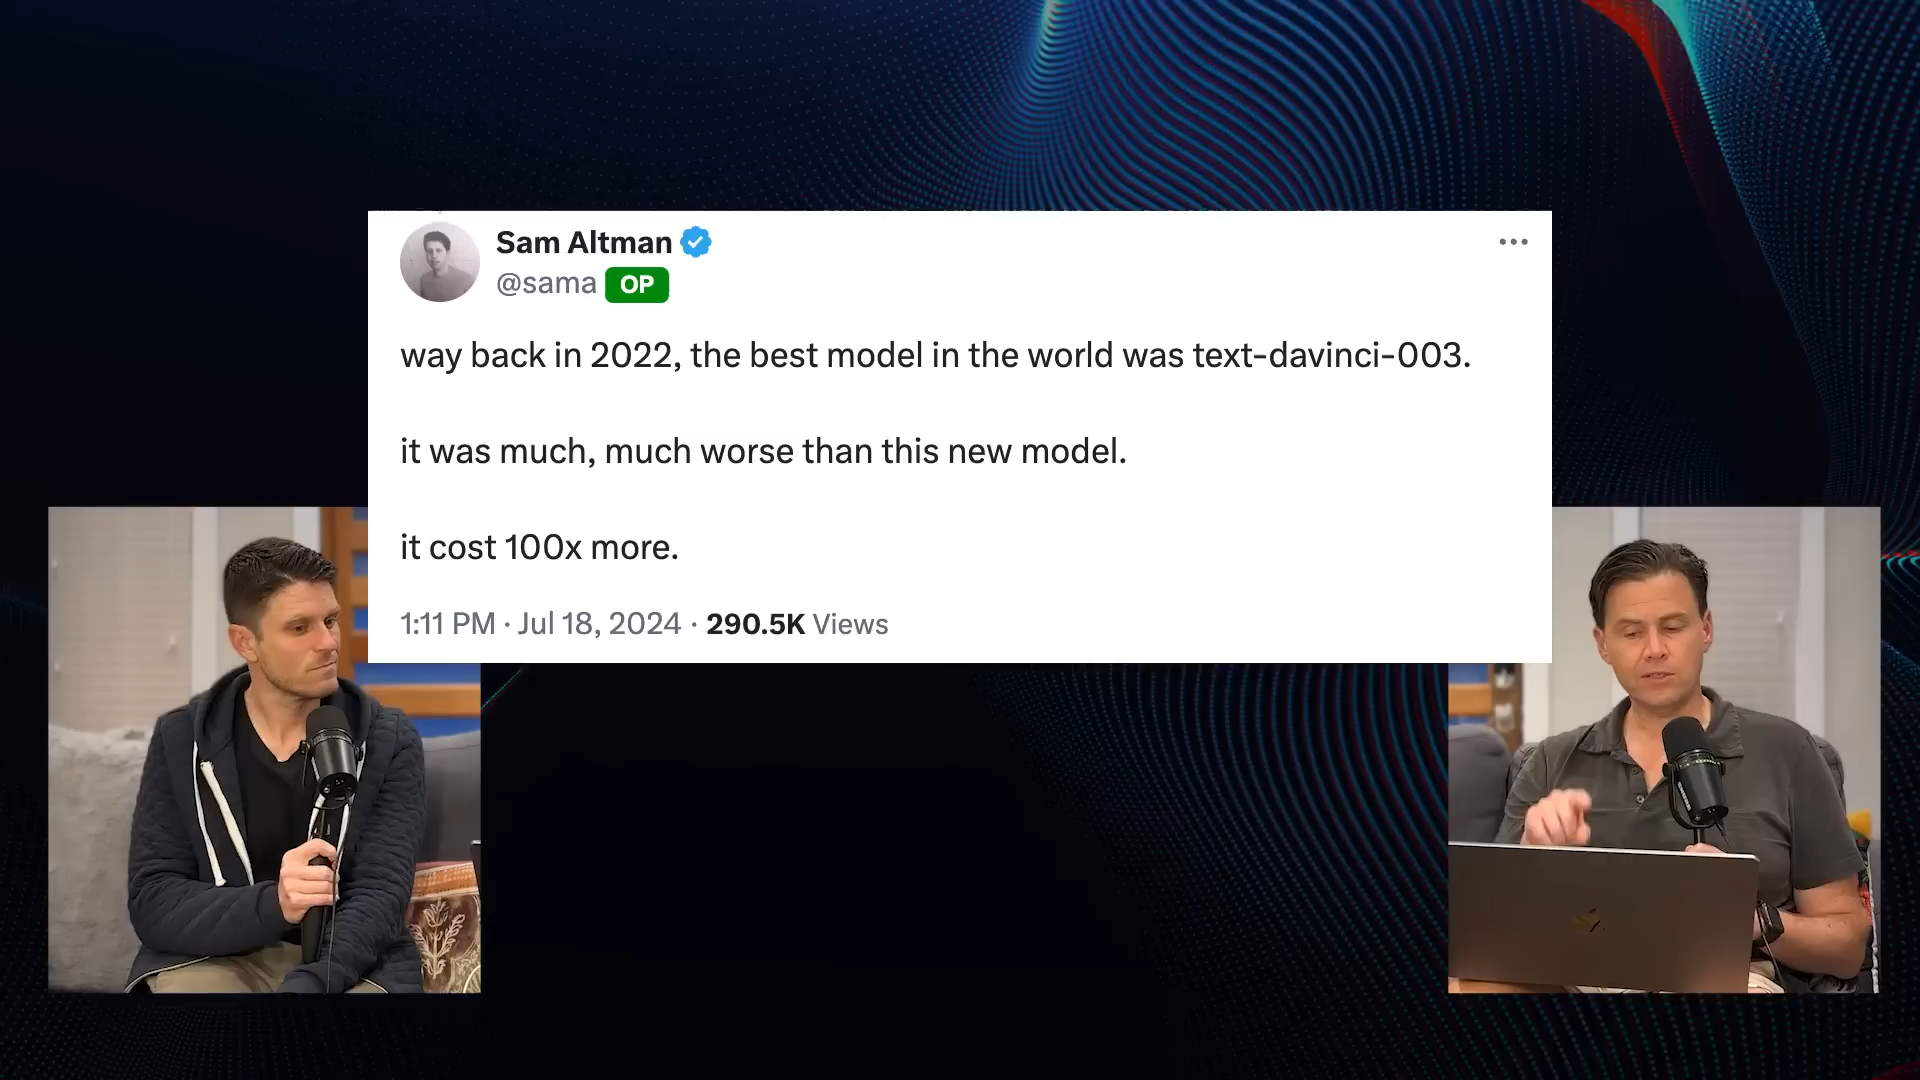 Sam Altman
@sama OP
way back in 2022, the best model in the world was text-davinci-003.
it was much, much worse than this new model.
it cost 100x more.
1:11 PM · Jul 18, 2024 · 290.5K Views